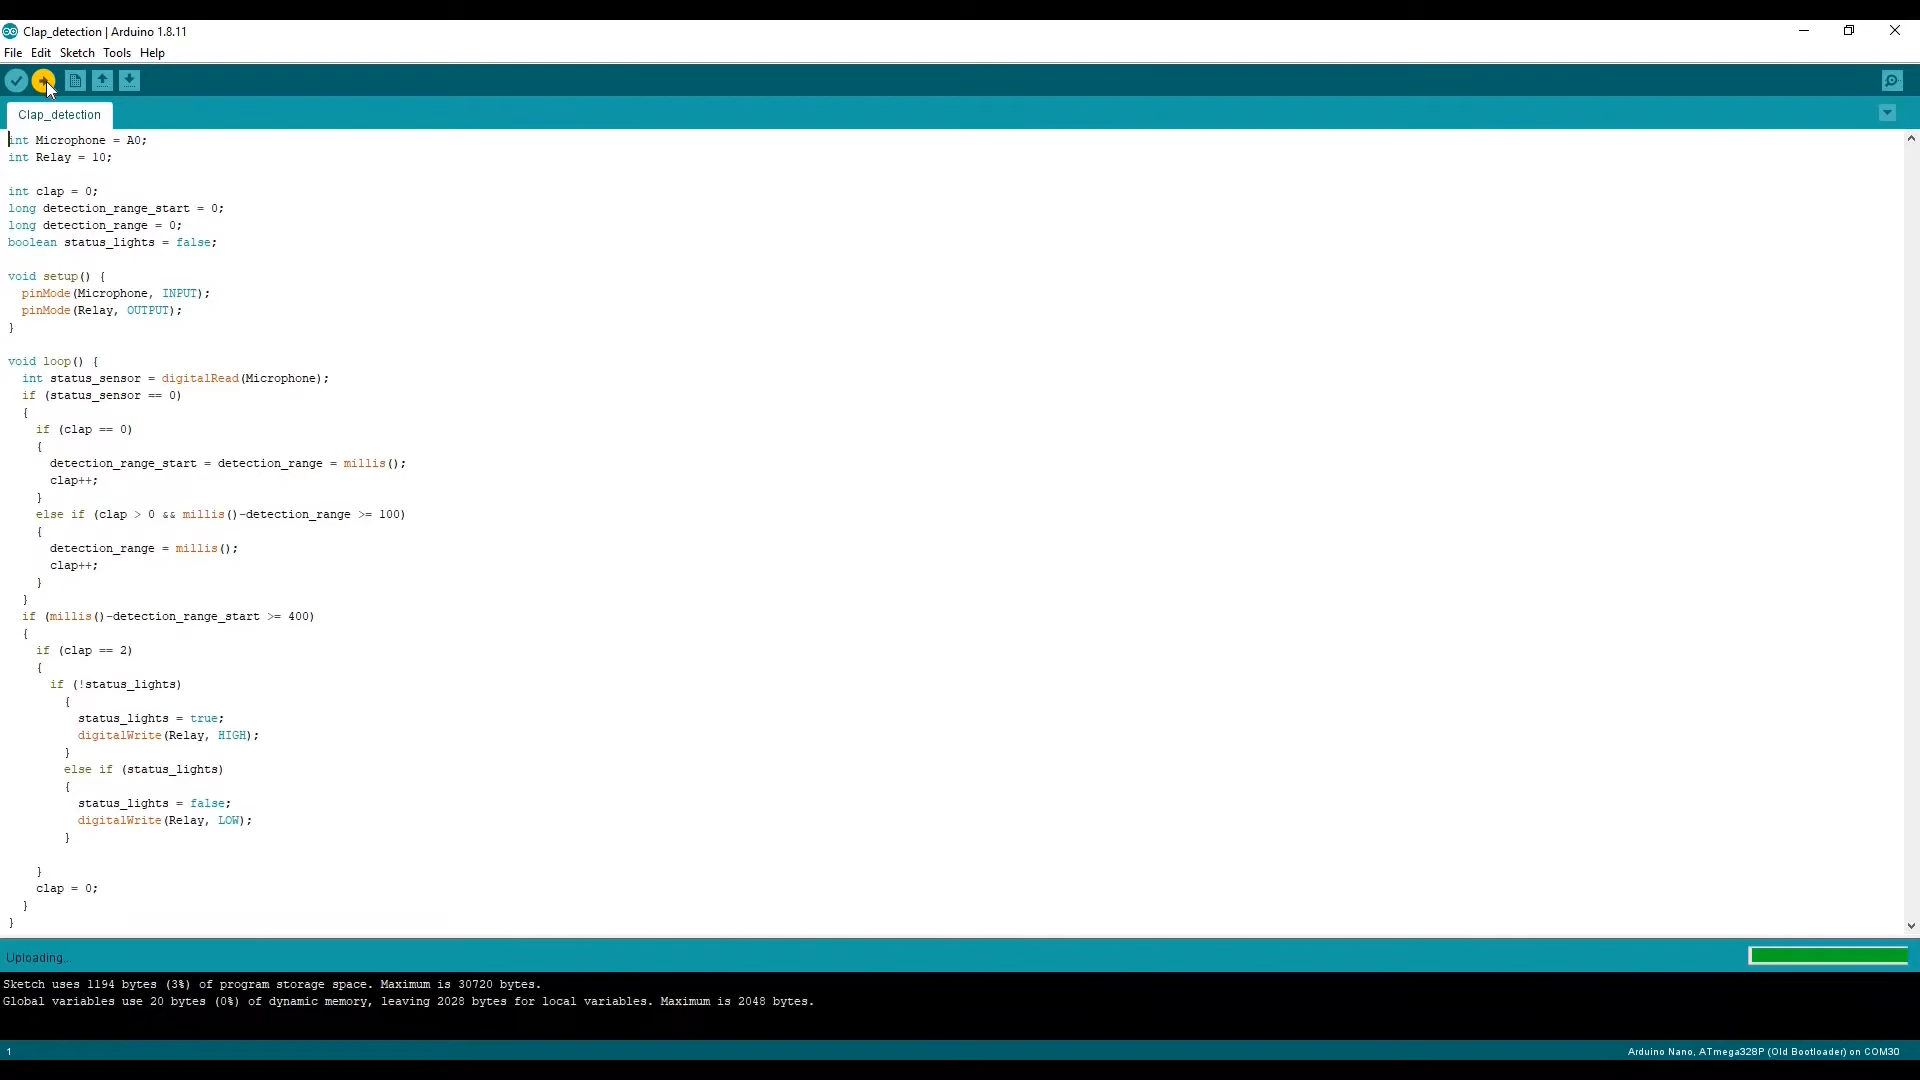 Clap_detection | Arduino 1.8.11
File Edit Sketch Tools Help
Clap_detection
int Microphone = A0;
int Relay = 10;
int clap = 0;
long detection_range_start = 0;
long detection_range = 0;
boolean status_lights = false;
void setup() {
pinMode(Microphone, INPUT);
pinMode(Relay, OUTPUT);
}
void loop() {
int status_sensor = digitalRead(Microphone);
if (status_sensor == 0)
{
if (clap == 0)
{
detection_range_start = detection_range = millis();
clap++;
}
else if (clap > 0 && millis()-detection_range >= 100)
{
detection_range = millis();
clap++;
}
}
if (millis()-detection_range_start >= 400)
{
if (clap == 2)
{
if (!status_lights)
{
status_lights = true;
digitalWrite(Relay, HIGH);
}
else if (status_lights)
{
status_lights = false;
digitalWrite(Relay, LOW);
}
}
clap = 0;
}
}
Uploading...
Sketch uses 1194 bytes (3%) of program storage space. Maximum is 30720 bytes.
Global variables use 20 bytes (0%) of dynamic memory, leaving 2028 bytes for local variables. Maximum is 2048 bytes.
1 Arduino Nano, ATmega328P (Old Bootloader) on COM30